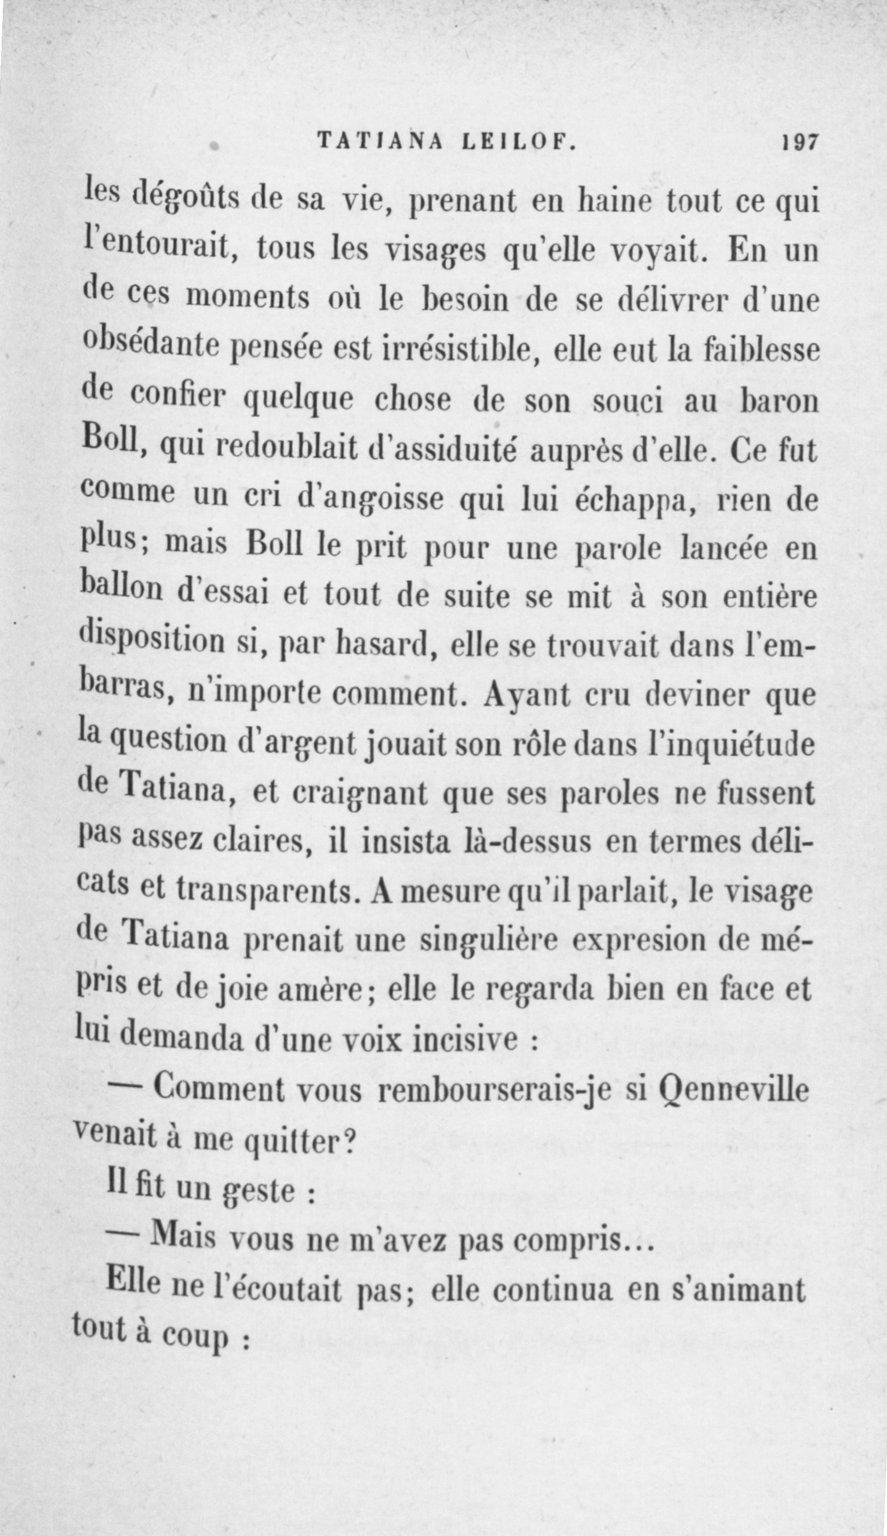 TATIANA LEILOF. 197
les dégoûts de sa vie, prenant en haine tout ce qui
l'entourait, tous les visages qu'elle voyait. En un
de ces moments où le besoin de se délivrer d'une
obsédante pensée est irrésistible, elle eut la faiblesse
de confier quelque chose de son souci au baron
Boll, qui redoublait d'assiduité auprès d'elle. Ce fut
comme un cri d'angoisse qui lui échappa, rien de
plus; mais Boll le prit pour une parole lancée en
ballon d'essai et tout de suite se mit à son entière
disposition si, par hasard, elle se trouvait dans l'em-
barras, n'importe comment. Ayant cru deviner que
la question d'argent jouait son rôle dans l'inquiétude
de Tatiana, et craignant que ses paroles ne fussent
pas assez claires, il insista là-dessus en termes déli-
cats et transparents. A mesure qu'il parlait, le visage
de Tatiana prenait une singulière expresion de mé-
pris et de joie amère; elle le regarda bien en face et
lui demanda d'une voix incisive :
— Comment vous rembourserais-je si Qenneville
venait à me quitter?
Il fit un geste :
— Mais vous ne m'avez pas compris...
Elle ne l'écoutait pas; elle continua en s'animant
tout à coup :